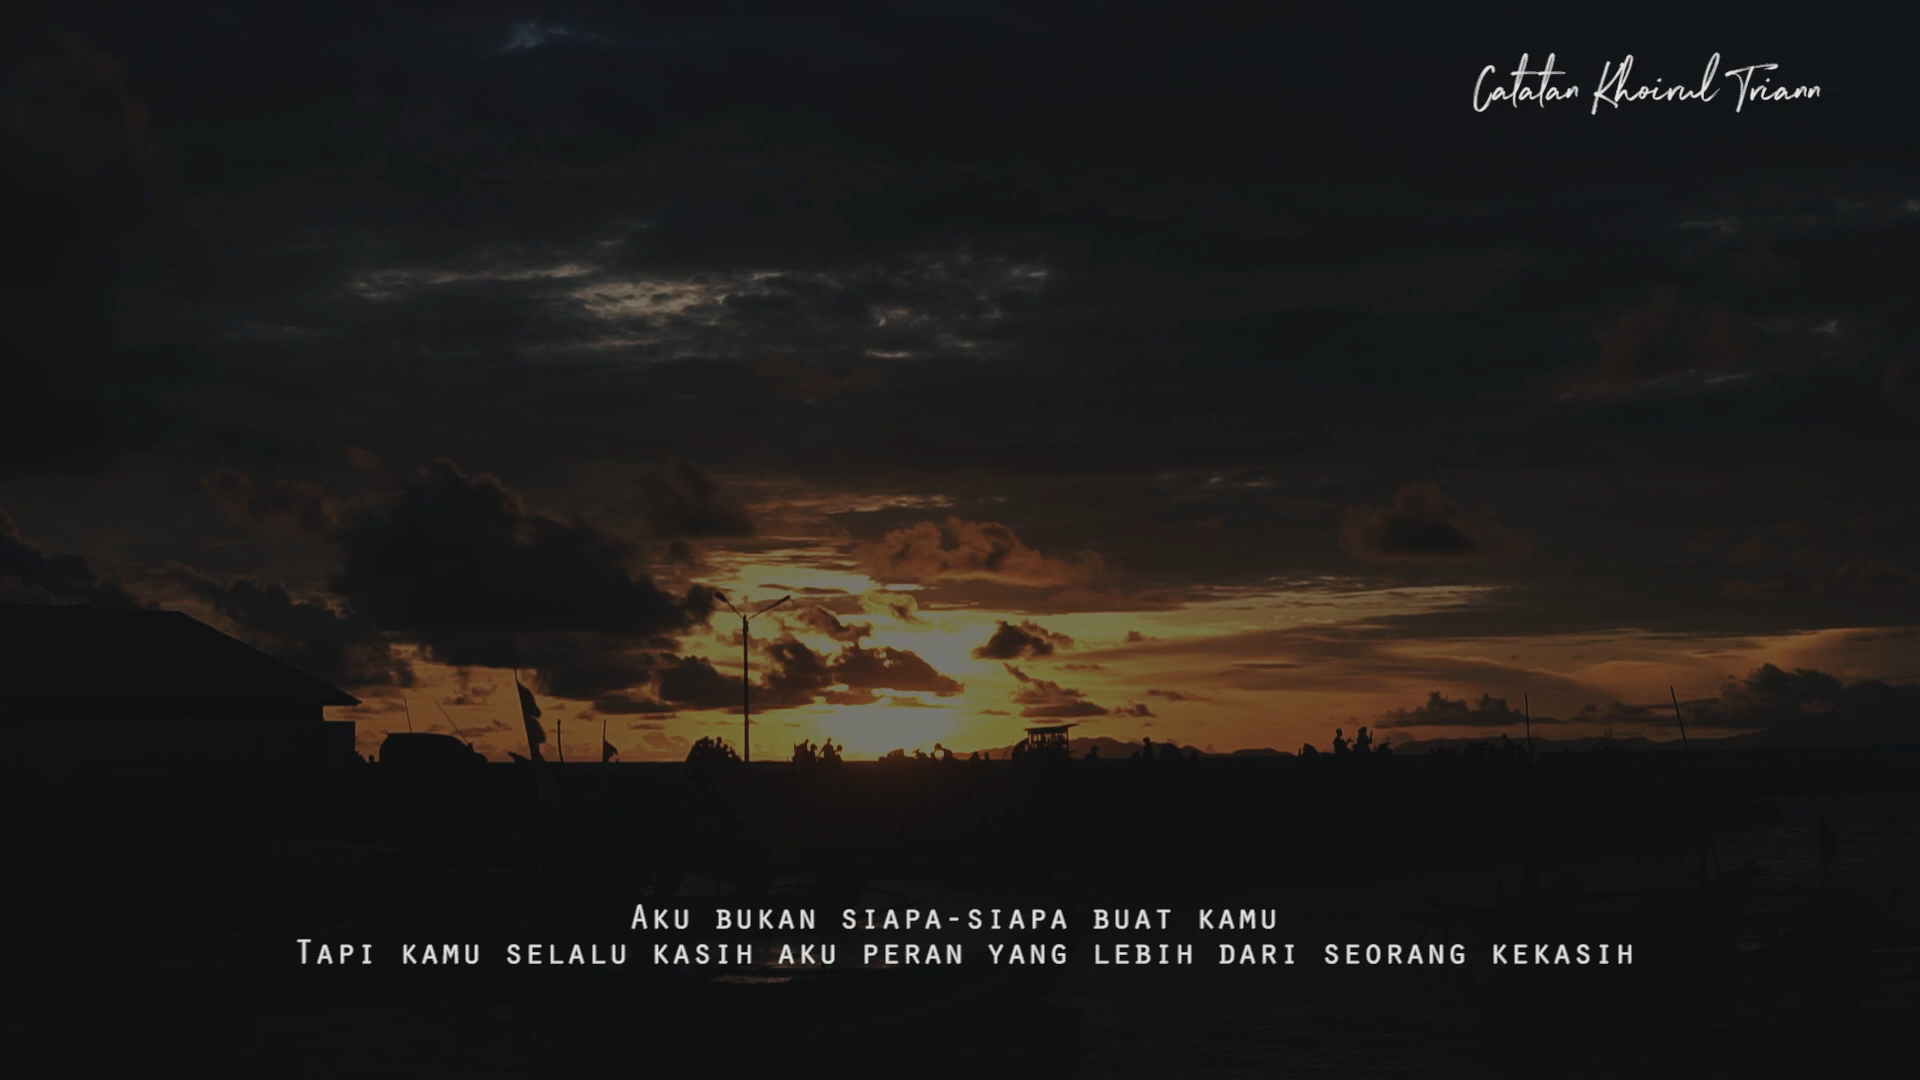 Catatan Khoirul Triann
Aku bukan siapa-siapa buat kamu
Tapi kamu selalu kasih aku peran yang lebih dari seorang kekasih